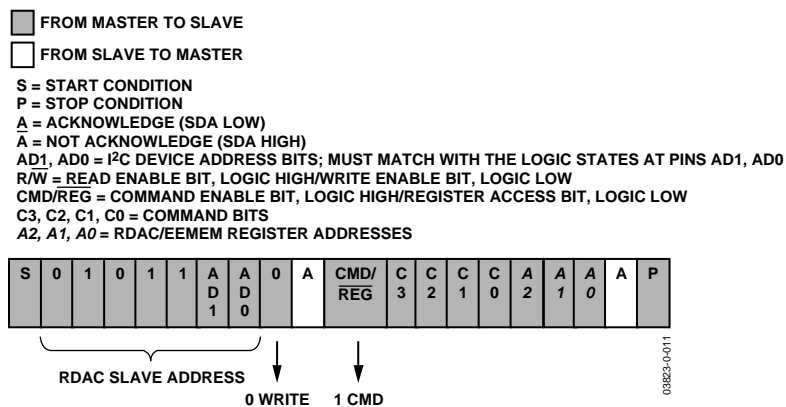 FROM MASTER TO SLAVE
FROM SLAVE TO MASTER
S = START CONDITION
P = STOP CONDITION
A = ACKNOWLEDGE (SDA LOW)
A̅ = NOT ACKNOWLEDGE (SDA HIGH)
AD1, AD0 = I²C DEVICE ADDRESS BITS; MUST MATCH WITH THE LOGIC STATES AT PINS AD1, AD0
R/W̅ = READ ENABLE BIT, LOGIC HIGH/WRITE ENABLE BIT, LOGIC LOW
CMD/R̅E̅G̅ = COMMAND ENABLE BIT, LOGIC HIGH/REGISTER ACCESS BIT, LOGIC LOW
C3, C2, C1, C0 = COMMAND BITS
A2, A1, A0 = RDAC/EEMEM REGISTER ADDRESSES
S 0 1 0 1 1 AD1 AD0 0 A CMD/R̅E̅G̅ C3 C2 C1 C0 A2 A1 A0 A P
RDAC SLAVE ADDRESS
0 WRITE 1 CMD
03823-0-011